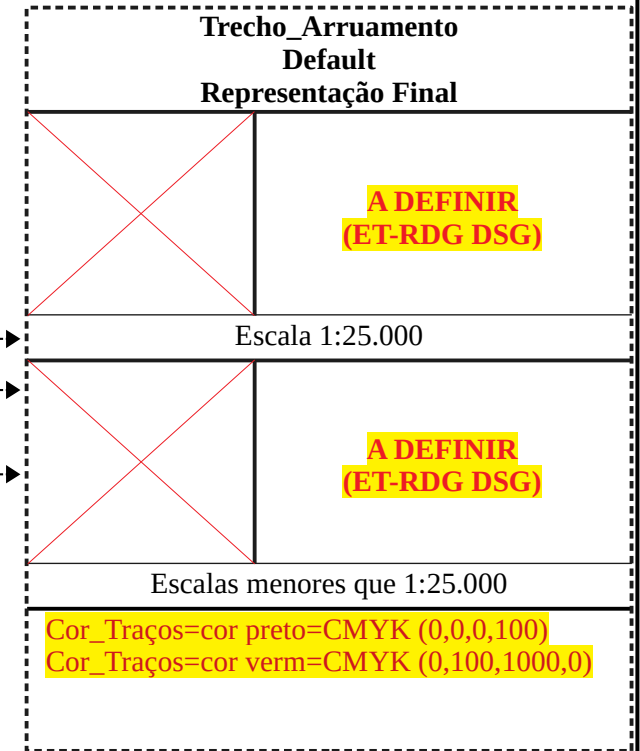 Trecho_Arruamento
Default
Representação Final
A DEFINIR
(ET-RDG DSG)
Escala 1:25.000
A DEFINIR
(ET-RDG DSG)
Escalas menores que 1:25.000
Cor_Traços=cor preto=CMYK (0,0,0,100)
Cor_Traços=cor verm=CMYK (0,100,1000,0)